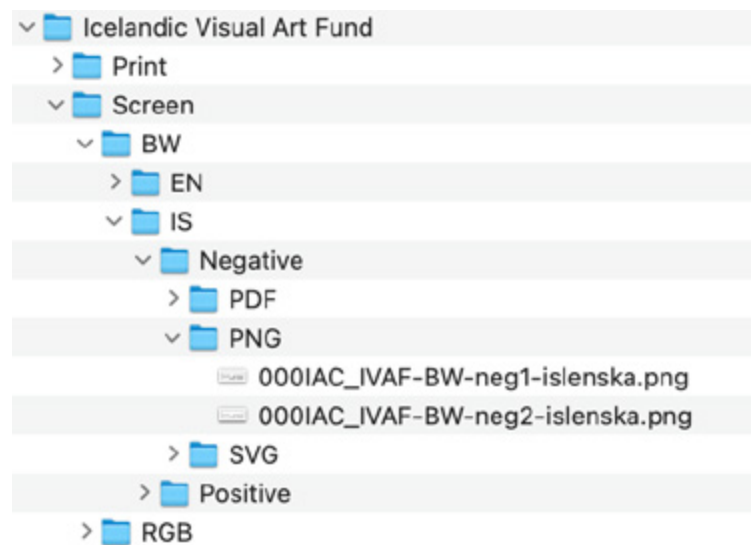 Icelandic Visual Art Fund
Print
Screen
BW
EN
IS
Negative
PDF
PNG
000IAC_IVAF-BW-neg1-islenska.png
000IAC_IVAF-BW-neg2-islenska.png
SVG
Positive
RGB